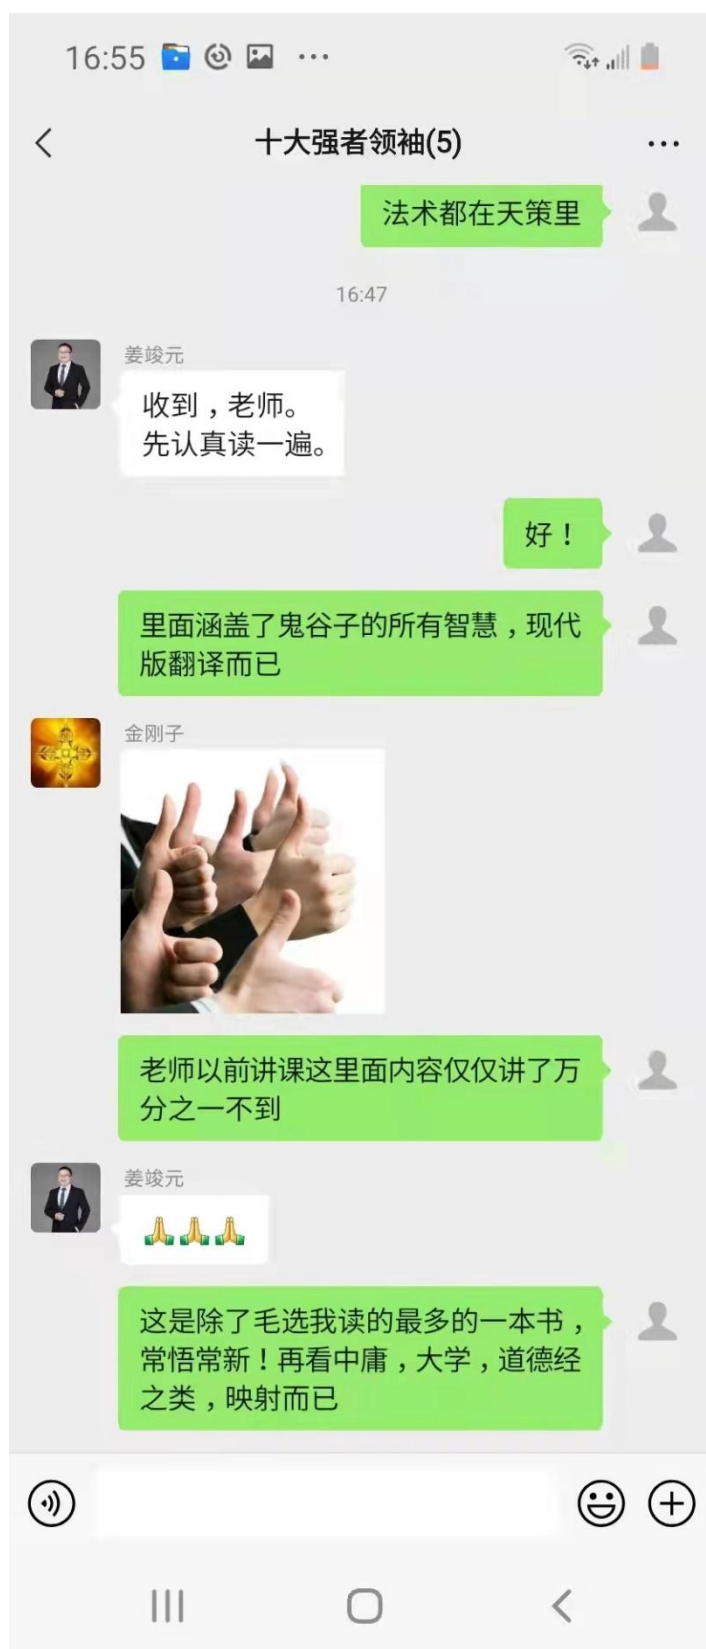 16:55
十大强者领袖(5)
法术都在天策里
16:47
姜竣元
收到，老师。
先认真读一遍。
好！
里面涵盖了鬼谷子的所有智慧，现代
版翻译而已
金刚子
老师以前讲课这里面内容仅仅讲了万
分之一不到
姜竣元
🙏🙏🙏
这是除了毛选我读的最多的一本书，
常悟常新！再看中庸，大学，道德经
之类，映射而已